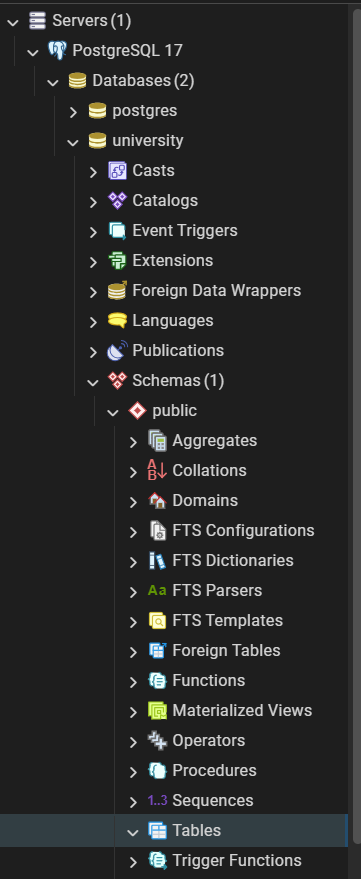 Servers (1)
PostgreSQL 17
Databases (2)
postgres
university
Casts
Catalogs
Event Triggers
Extensions
Foreign Data Wrappers
Languages
Publications
Schemas (1)
public
Aggregates
A
B Collations
Domains
FTS Configurations
FTS Dictionaries
Aa FTS Parsers
FTS Templates
Foreign Tables
Functions
Materialized Views
Operators
Procedures
1..3 Sequences
Tables
Trigger Functions